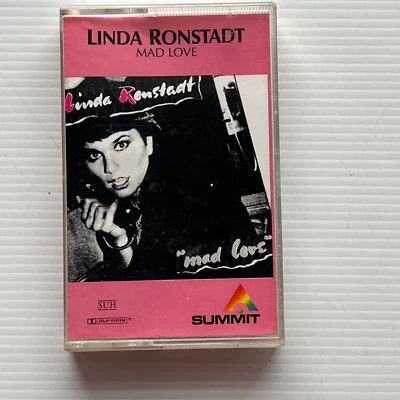 LINDA RONSTADT
MAD LOVE
Linda Ronstadt
"mad love"
SUH
DOLBY SYSTEM ®
SUMMIT